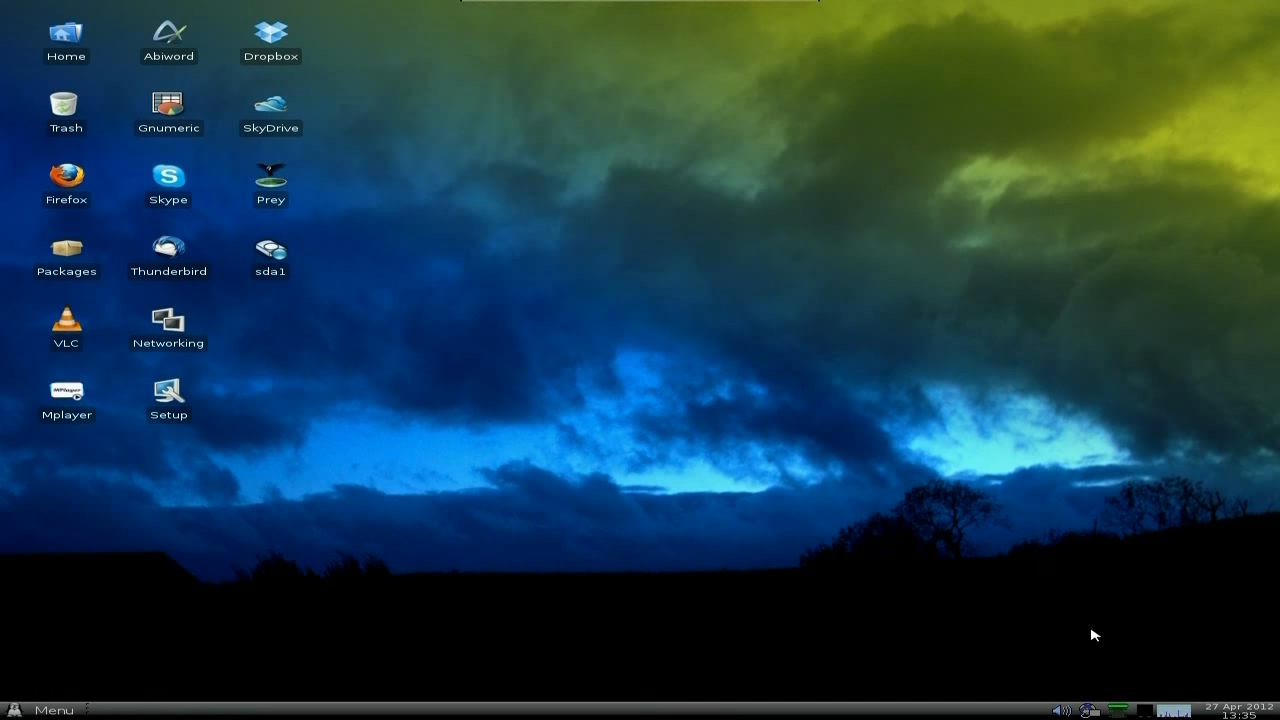 Home
Abiword
Dropbox
Trash
Gnumeric
SkyDrive
Firefox
S
Skype
Prey
Packages
Thunderbird
sda1
VLC
Networking
MPlayer
Mplayer
Setup
Menu
27 Apr 2012
13:35